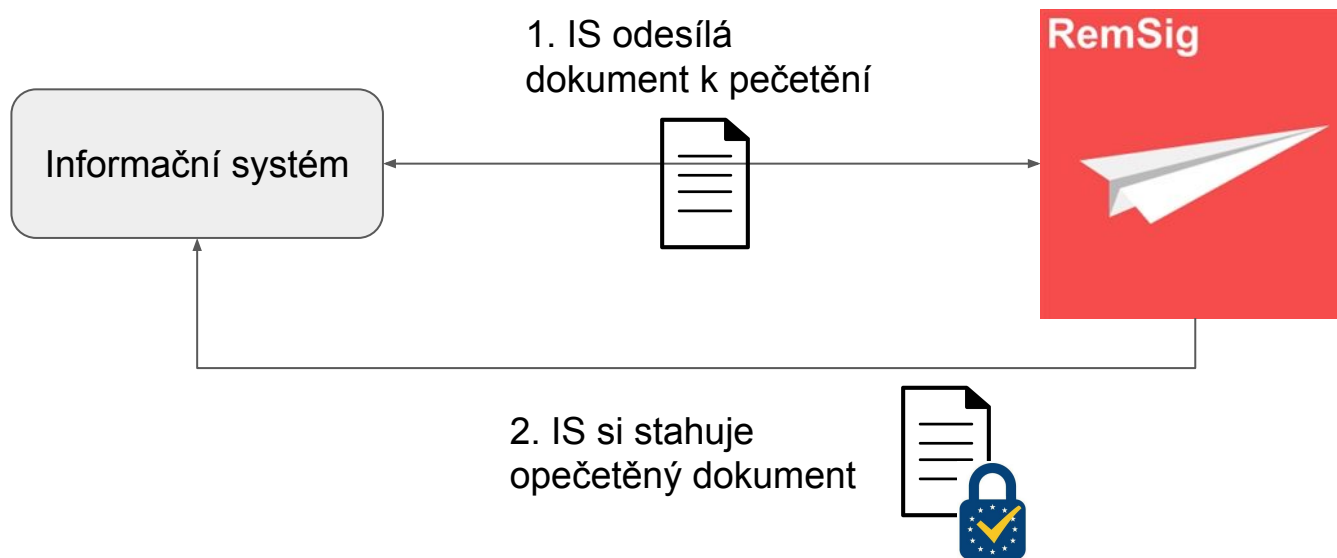 1. IS odesílá
dokument k pečetění
RemSig
Informační systém
2. IS si stahuje
opečetěný dokument